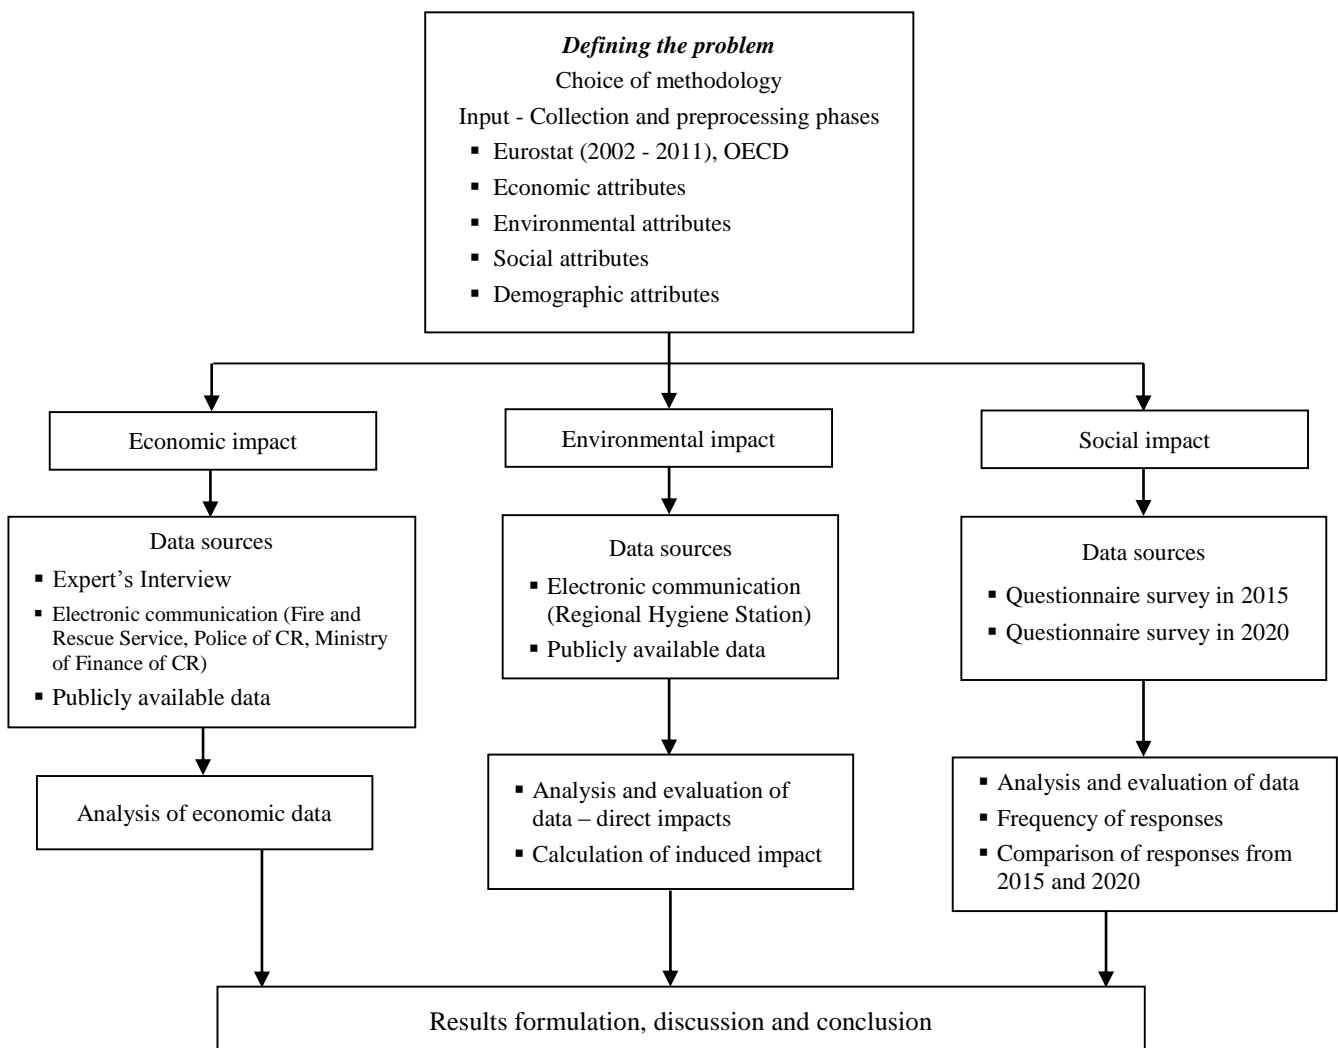 Defining the problem
Choice of methodology
Input - Collection and preprocessing phases
▪ Eurostat (2002 - 2011), OECD
▪ Economic attributes
▪ Environmental attributes
▪ Social attributes
▪ Demographic attributes
Economic impact
Environmental impact
Social impact
Data sources
▪ Expert’s Interview
▪ Electronic communication (Fire and
Rescue Service, Police of CR, Ministry
of Finance of CR)
▪ Publicly available data
Data sources
▪ Electronic communication
(Regional Hygiene Station)
▪ Publicly available data
Data sources
▪ Questionnaire survey in 2015
▪ Questionnaire survey in 2020
Analysis of economic data
▪ Analysis and evaluation of
data – direct impacts
▪ Calculation of induced impact
▪ Analysis and evaluation of data
▪ Frequency of responses
▪ Comparison of responses from
2015 and 2020
Results formulation, discussion and conclusion